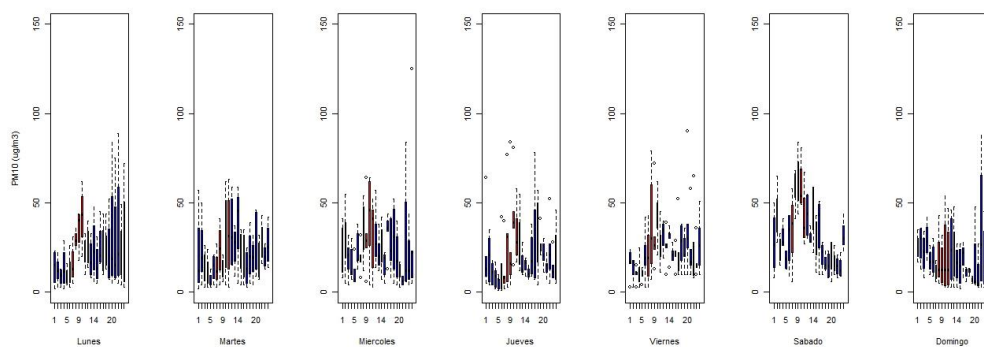 150 150 150 150 150 150 150
100 100 100 100 100 100 100
PM10 (ug/m3)
50 50 50 50 50 50 50
0 0 0 0 0 0 0
1 5 9 14 20 1 5 9 14 20 1 5 9 14 20 1 5 9 14 20 1 5 9 14 20 1 5 9 14 20 1 5 9 14 20
Lunes Martes Miercoles Jueves Viernes Sabado Domingo